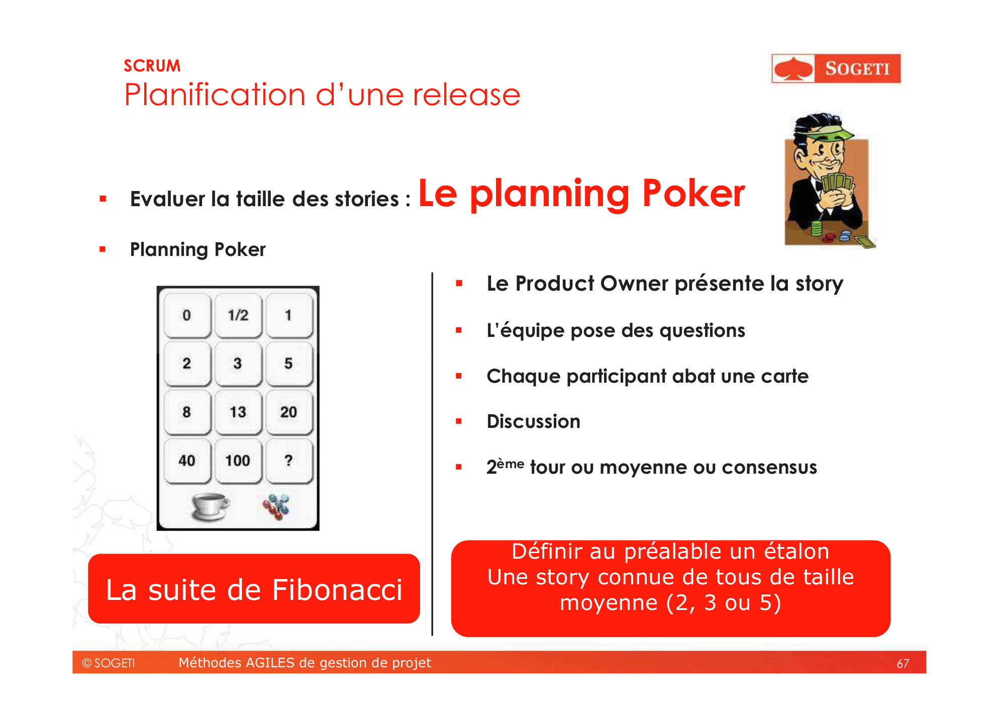 SCRUM
Planification d’une release
SOGETI
▪ Evaluer la taille des stories : Le planning Poker
▪ Planning Poker
0 1/2 1
2 3 5
8 13 20
40 100 ?
La suite de Fibonacci
▪ Le Product Owner présente la story
▪ L’équipe pose des questions
▪ Chaque participant abat une carte
▪ Discussion
▪ 2ème tour ou moyenne ou consensus
Définir au préalable un étalon
Une story connue de tous de taille
moyenne (2, 3 ou 5)
© SOGETI Méthodes AGILES de gestion de projet 67